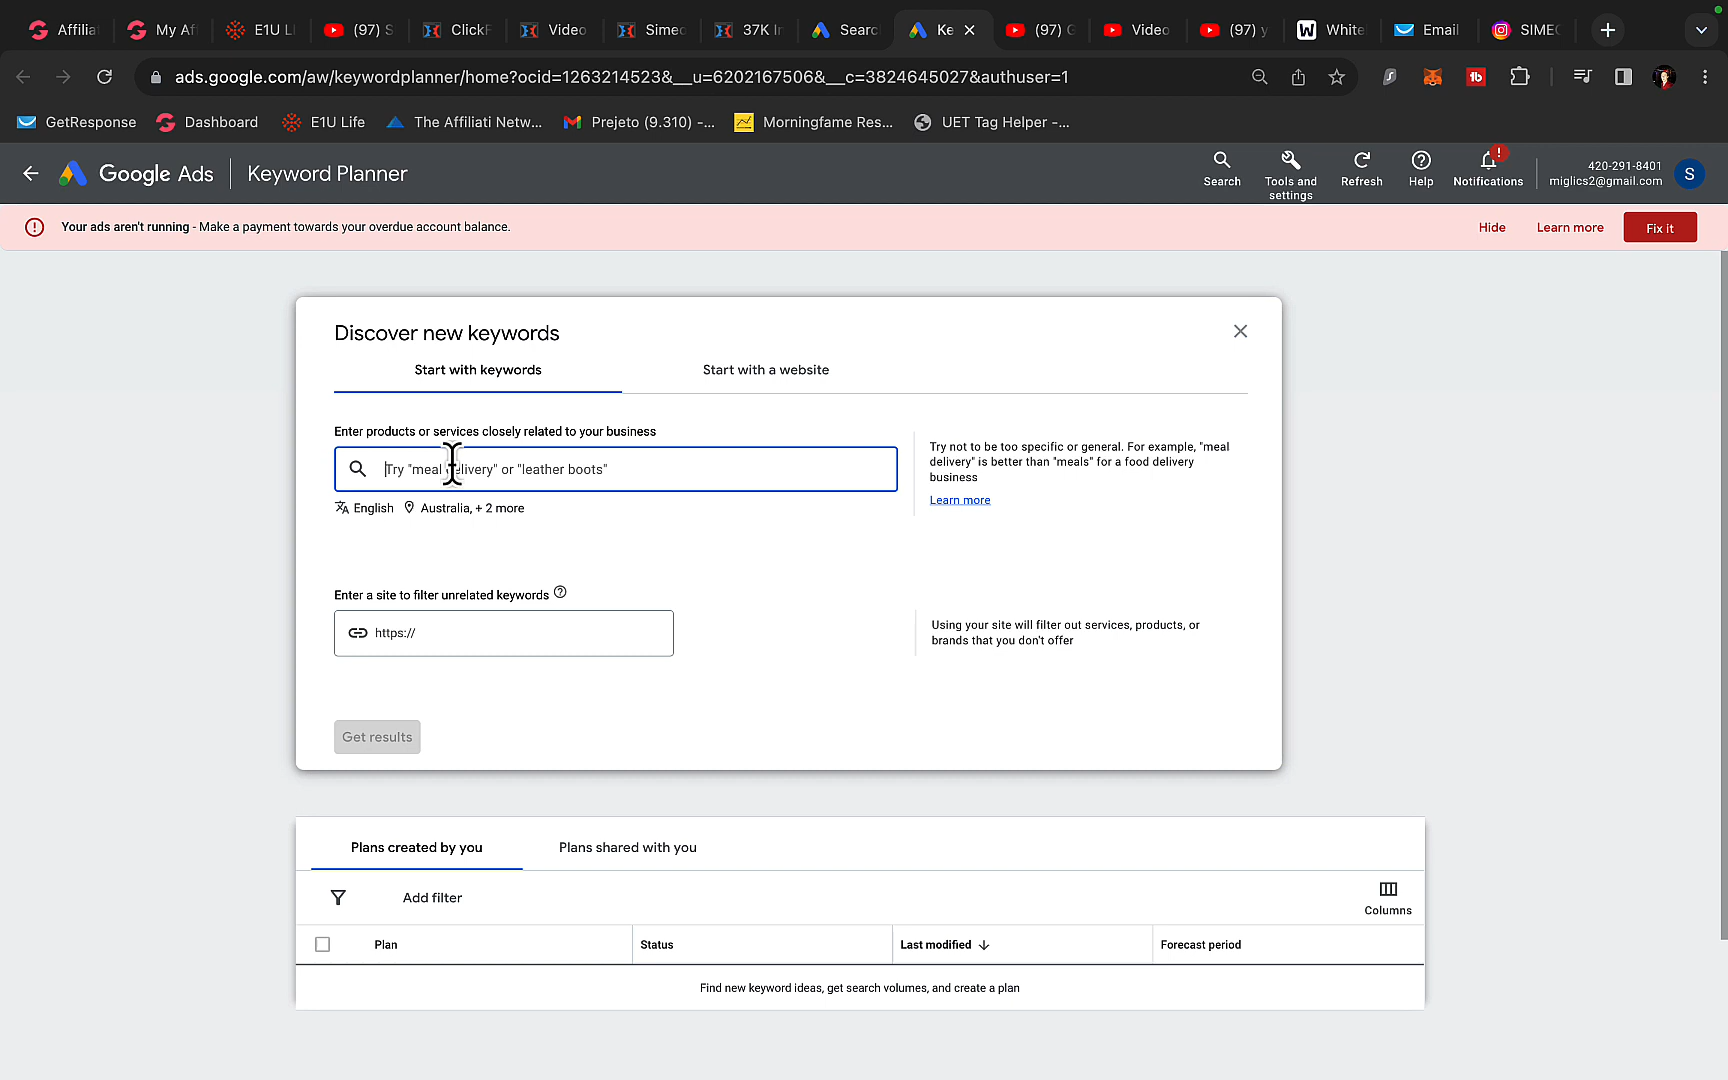 Affilia
My Af
E1U L
(97) S
ClickF
Video
Simec
37K In
Searc
Ke
(97) G
Video
(97) y
White
Email
SIMEC
ads.google.com/aw/keywordplanner/home?ocid=1263214523&__u=6202167506&__c=3824645027&authuser=1
GetResponse
Dashboard
E1U Life
The Affiliati Netw...
Prejeto (9.310) -...
Morningfame Res...
UET Tag Helper -...
Google Ads
Keyword Planner
Search
Tools and settings
Refresh
Help
Notifications
420-291-8401
miglics2@gmail.com
S
Your ads aren't running - Make a payment towards your overdue account balance.
Hide
Learn more
Fix it
Discover new keywords
Start with keywords
Start with a website
Enter products or services closely related to your business
Try "meal delivery" or "leather boots"
English
Australia, + 2 more
Try not to be too specific or general. For example, "meal
delivery" is better than "meals" for a food delivery
business
Learn more
Enter a site to filter unrelated keywords
https://
Using your site will filter out services, products, or
brands that you don't offer
Get results
Plans created by you
Plans shared with you
Add filter
Columns
Plan
Status
Last modified
Forecast period
Find new keyword ideas, get search volumes, and create a plan